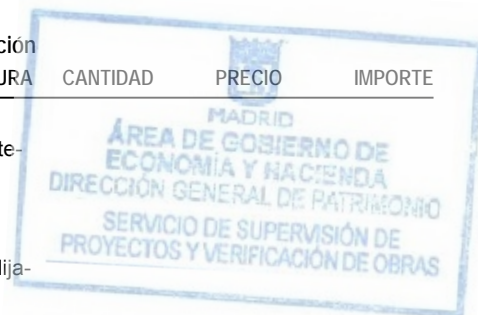 ción
URA CANTIDAD PRECIO IMPORTE
MADRID
te-
ÁREA DE GOBIERNO DE
ECONOMÍA Y HACIENDA
DIRECCIÓN GENERAL DE PATRIMONIO
SERVICIO DE SUPERVISIÓN DE
PROYECTOS Y VERIFICACIÓN DE OBRAS
lija-